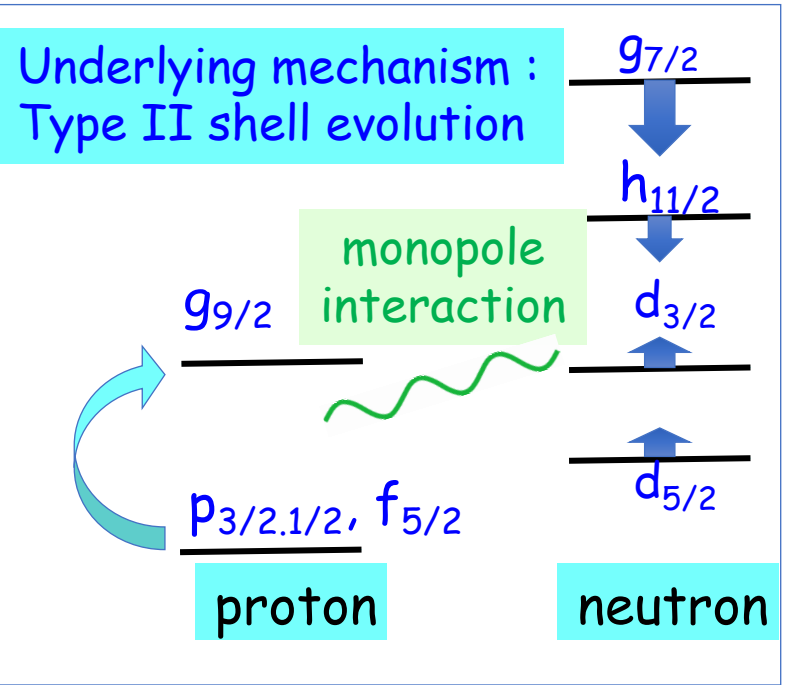 Underlying mechanism :
Type II shell evolution
g7/2
h11/2
monopole
interaction
g9/2
d3/2
d5/2
p3/2.1/2, f5/2
proton
neutron